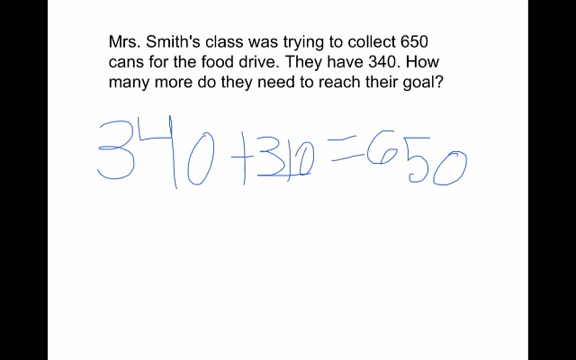 Mrs. Smith's class was trying to collect 650
cans for the food drive. They have 340. How
many more do they need to reach their goal?
340 + 310 = 650